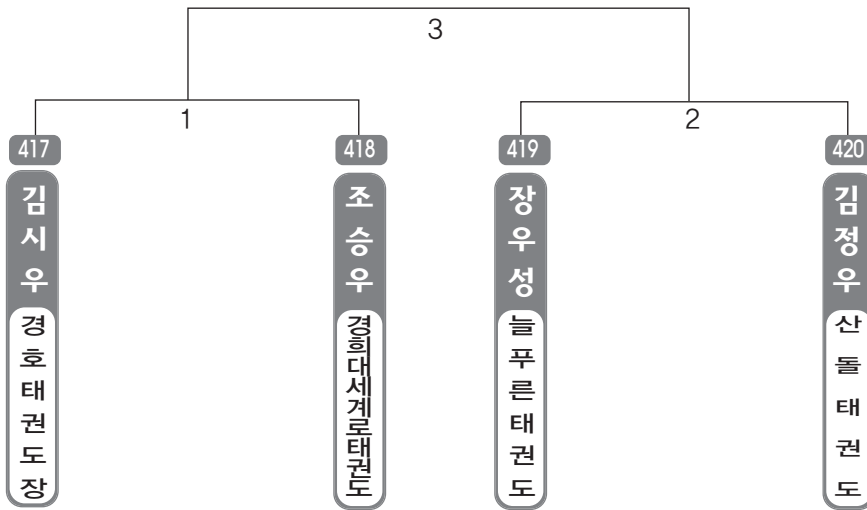 3
1
2
417
418
419
420
김시우
조승우
장우성
김정우
경호태권도장
경희대세계로태권도
늘푸른태권도
산돌태권도